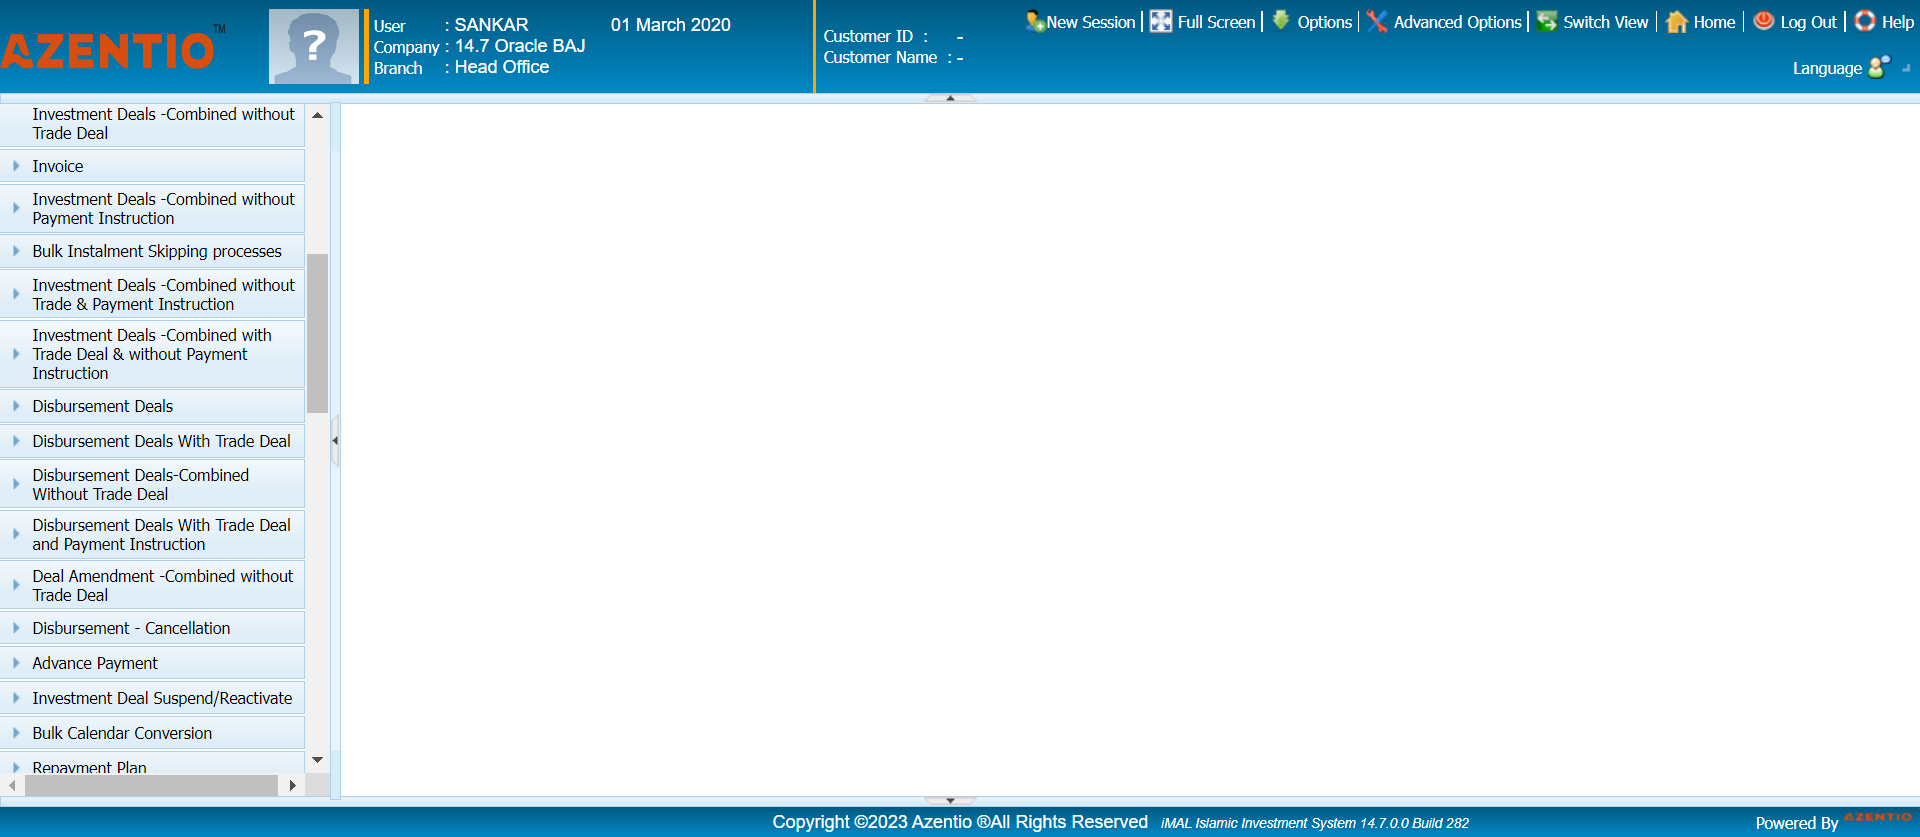 AZENTIO™
?
User : SANKAR 01 March 2020
Company : 14.7 Oracle BAJ
Branch : Head Office
Customer ID : -
Customer Name : -
New Session
Full Screen
Options
Advanced Options
Switch View
Home
Log Out
Help
Language
Investment Deals -Combined without
Trade Deal
Invoice
Investment Deals -Combined without
Payment Instruction
Bulk Instalment Skipping processes
Investment Deals -Combined without
Trade & Payment Instruction
Investment Deals -Combined with
Trade Deal & without Payment
Instruction
Disbursement Deals
Disbursement Deals With Trade Deal
Disbursement Deals-Combined
Without Trade Deal
Disbursement Deals With Trade Deal
and Payment Instruction
Deal Amendment -Combined without
Trade Deal
Disbursement - Cancellation
Advance Payment
Investment Deal Suspend/Reactivate
Bulk Calendar Conversion
Repayment Plan
Copyright ©2023 Azentio ®All Rights Reserved iMAL Islamic Investment System 14.7.0.0 Build 282
Powered By AZENTIO